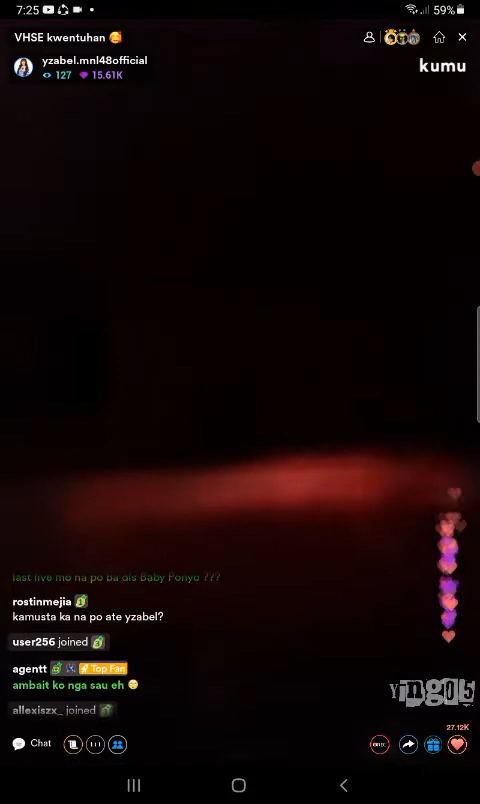 7:25
59%
VHSE kwentuhan 🥰
yzabel.mnl48official
127 15.61K
kumu
last live mo na po ba dis Baby Ponyo ???
rostinmejia
kamusta ka na po ate yzabel?
user256 joined
agentt Top Fan
ambait ko nga sau eh
allexiszx_ joined
Yingo5
27.12K
Chat